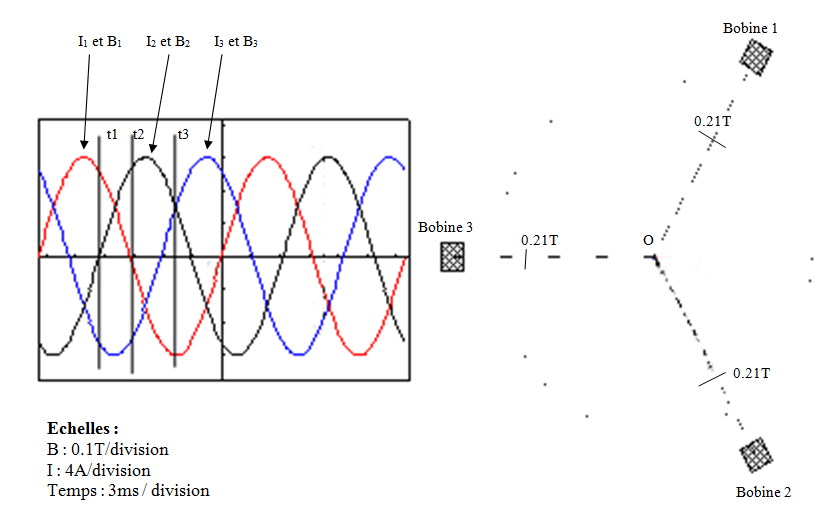 I1 et B1 I2 et B2 I3 et B3
t1 t2 t3
Echelles :
B : 0.1T/division
I : 4A/division
Temps : 3ms / division
Bobine 1
0.21T
Bobine 3
0.21T
O
0.21T
Bobine 2